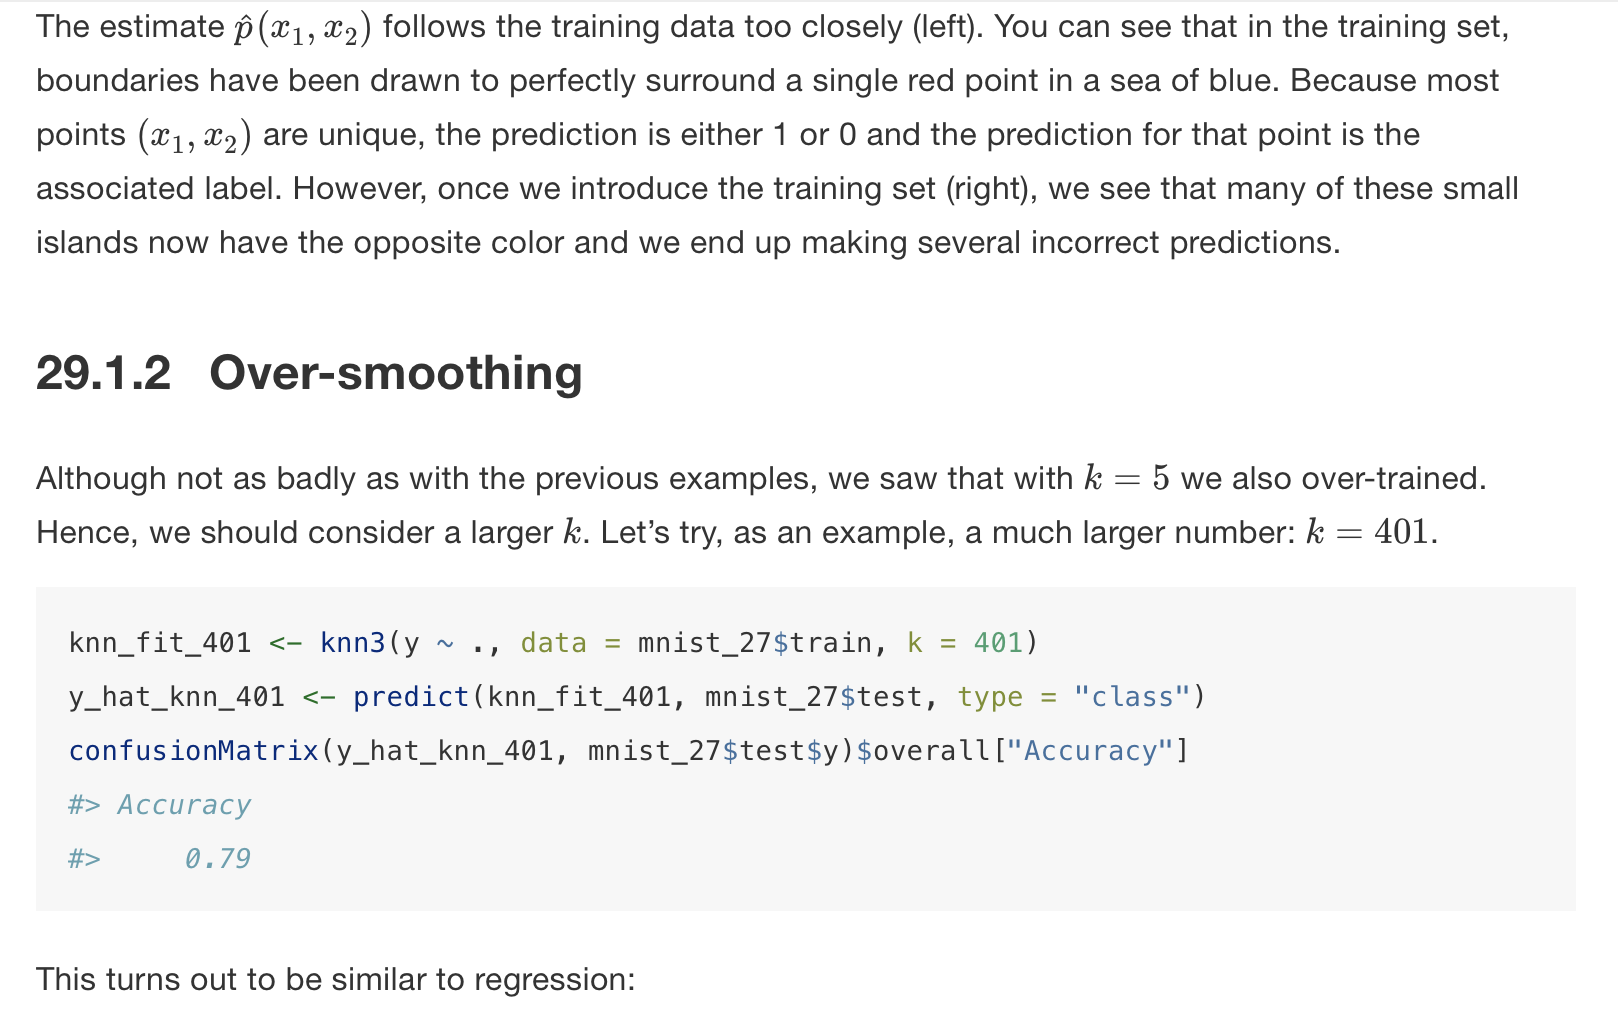 The estimate p̂(x₁, x₂) follows the training data too closely (left). You can see that in the training set,
boundaries have been drawn to perfectly surround a single red point in a sea of blue. Because most
points (x₁, x₂) are unique, the prediction is either 1 or 0 and the prediction for that point is the
associated label. However, once we introduce the training set (right), we see that many of these small
islands now have the opposite color and we end up making several incorrect predictions.
29.1.2 Over-smoothing
Although not as badly as with the previous examples, we saw that with k = 5 we also over-trained.
Hence, we should consider a larger k. Let’s try, as an example, a much larger number: k = 401.
knn_fit_401 <- knn3(y ~ ., data = mnist_27$train, k = 401)
y_hat_knn_401 <- predict(knn_fit_401, mnist_27$test, type = "class")
confusionMatrix(y_hat_knn_401, mnist_27$test$y)$overall["Accuracy"]
#> Accuracy
#>     0.79
This turns out to be similar to regression: